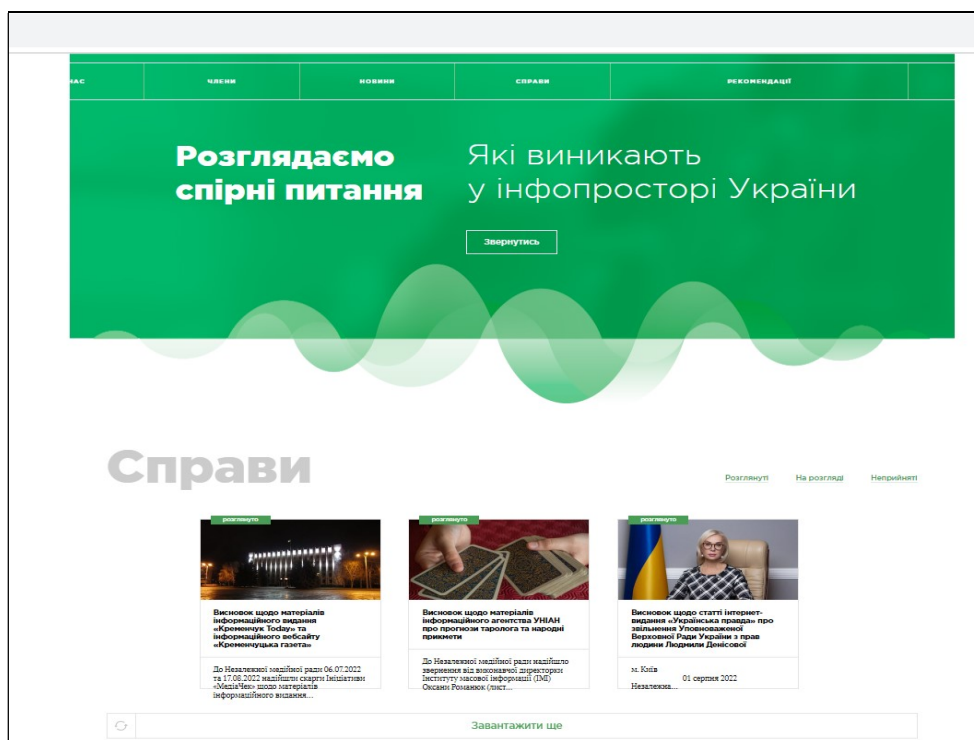 НАС
ЧЛЕНИ
НОВИНИ
СПРАВИ
РЕКОМЕНДАЦІЇ
Розглядаємо
спірні питання
Які виникають
у інфопросторі України
Звернутись
Справи
Розглянуті
На розгляді
Неприйняті
РОЗГЛЯНУТО
РОЗГЛЯНУТО
РОЗГЛЯНУТО
Висновок щодо матеріалів
інформаційного видання
«Кременчук Today» та
інформаційного вебсайту
«Кременчуцька газета»
До Незалежної медійної ради 06.07.2022
та 17.08.2022 надійшли скарги Ініціативи
«МедіаЧек» щодо матеріалів
інформаційного видання...
Висновок щодо матеріалів
інформаційного агентства УНІАН
про прогнози таролога та народні
прикмети
До Незалежної медійної ради надійшло
звернення від виконавчої директорки
Інституту масової інформації (ІМІ)
Оксани Романюк (лист...
Висновок щодо статті інтернет-
видання «Українська правда» про
звільнення Уповноваженої
Верховної Ради України з прав
людини Людмили Денісової
м. Київ
01 серпня 2022
Незалежна...
Завантажити ще